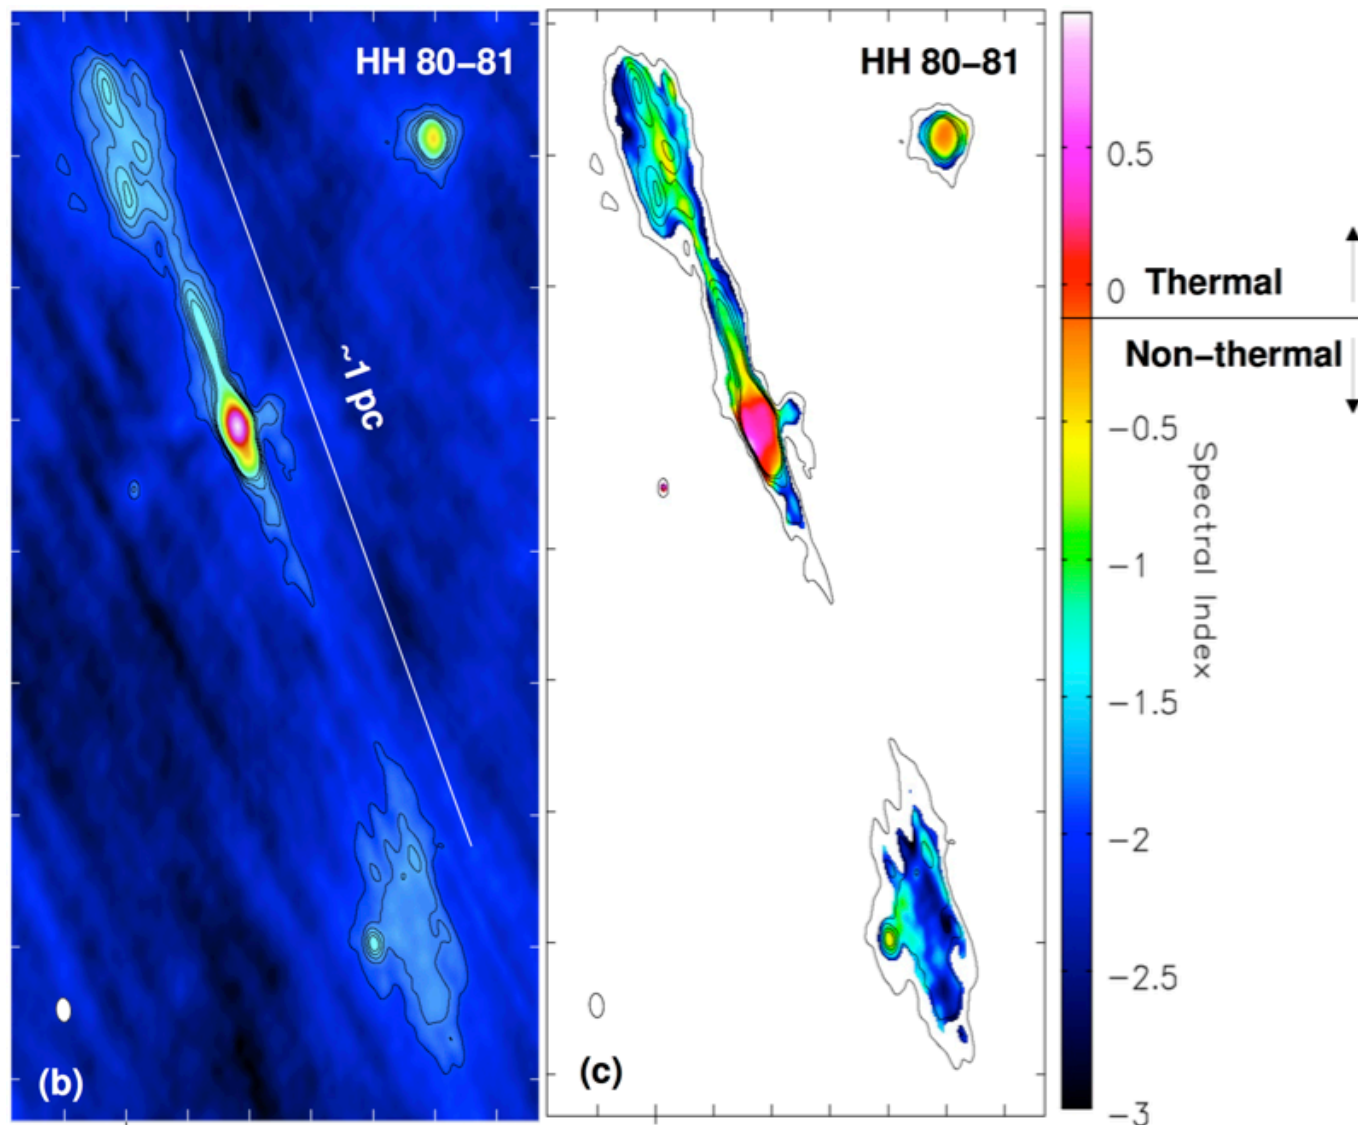 HH 80–81
~1 pc
(b)
HH 80–81
(c)
0.5
0
Thermal
Non–thermal
−0.5
−1
−1.5
−2
−2.5
−3
Spectral Index